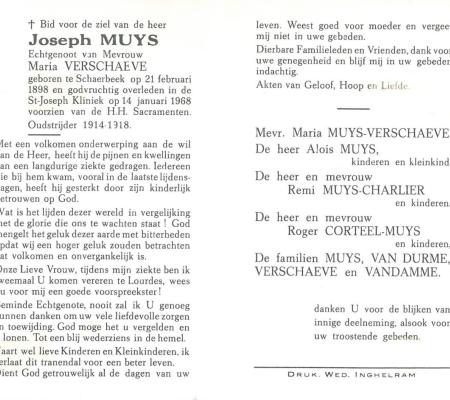 † Bid voor de ziel van de heer
Joseph MUYS
Echtgenoot van Mevrouw
Maria VERSCHAEVE
geboren te Schaerbeek op 21 februari
1898 en godvruchtig overleden in de
St-Joseph Kliniek op 14 januari 1968
voorzien van de H.H. Sacramenten.
Oudstrijder 1914-1918.
Met een volkomen onderwerping aan de wil
van de Heer, heeft hij de pijnen en kwellingen
van een langdurige ziekte gedragen. Iedereen
die bij hem kwam, vooral in de laatste lijdens-
dagen, heeft hij gesterkt door zijn kinderlijk
betrouwen op God.
Wat is het lijden dezer wereld in vergelijking
met de glorie die ons te wachten staat ! God
mengelt het geluk dezer aarde met bitterheden
opdat wij een hoger geluk zouden betrachten
dat volkomen en onvergankelijk is.
Onze Lieve Vrouw, tijdens mijn ziekte ben ik
tweemaal U komen vereren te Lourdes, wees
u voor mij een goede voorspreekster !
Beminde Echtgenote, nooit zal ik U genoeg
kunnen danken om uw vele liefdevolle zorgen
en toewijding. God moge het u vergelden en
lonen. Tot een blij wederziens in de hemel.
Vaart wel lieve Kinderen en Kleinkinderen, ik
verlaat dit tranendal voor een beter leven.
Dient God getrouwelijk al de dagen van uw
leven. Weest goed voor moeder en vergee
mij niet in uwe gebeden.
Dierbare Familieleden en Vrienden, dank voor
uwe genegenheid en blijf mij in uw gebeden
indachtig.
Akten van Geloof, Hoop en Liefde.
Mevr. Maria MUYS-VERSCHAEVE
De heer Alois MUYS,
kinderen en kleinkind
De heer en mevrouw
Remi MUYS-CHARLIER
en kinderen,
De heer en mevrouw
Roger CORTEEL-MUYS
en kinderen,
De familien MUYS, VAN DURME,
VERSCHAEVE en VANDAMME.
danken U voor de blijken van
innige deelneming, alsook voor
uw troostende gebeden.
DRUK. WED. INGHELRAM